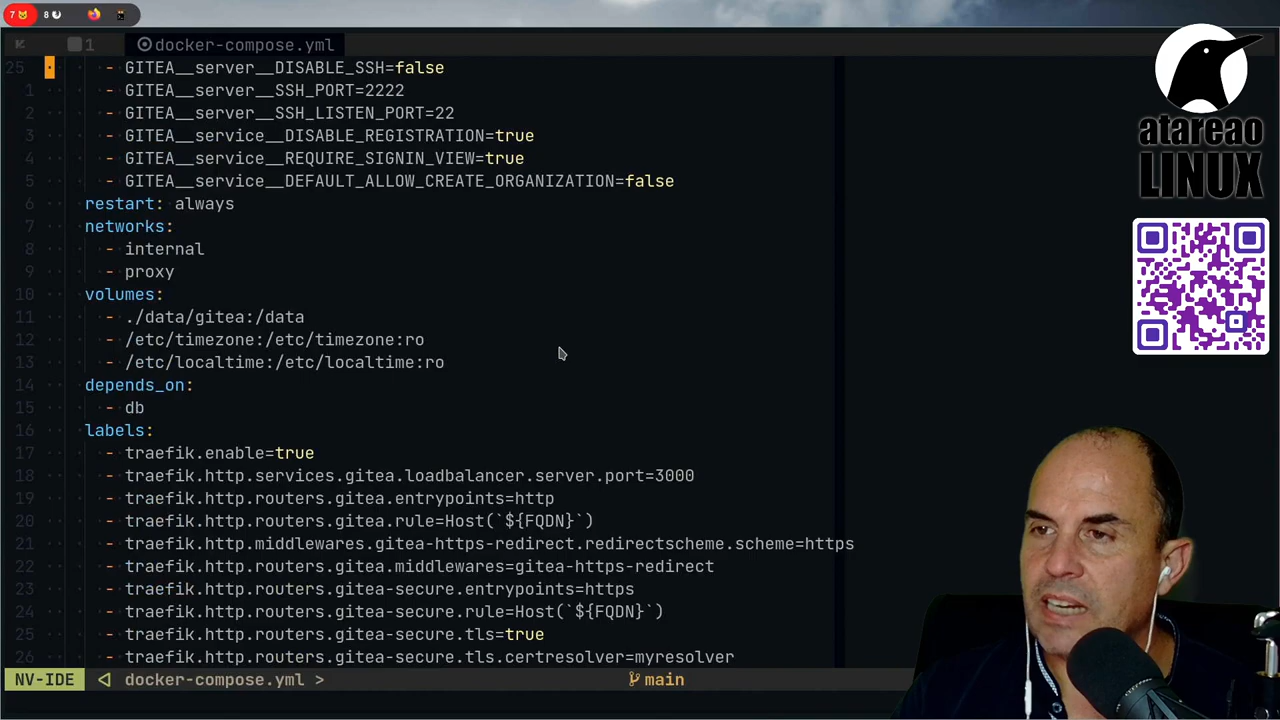 7 8
1 docker-compose.yml
25 - GITEA__server__DISABLE_SSH=false
1 - GITEA__server__SSH_PORT=2222
2 - GITEA__server__SSH_LISTEN_PORT=22
3 - GITEA__service__DISABLE_REGISTRATION=true
4 - GITEA__service__REQUIRE_SIGNIN_VIEW=true
5 - GITEA__service__DEFAULT_ALLOW_CREATE_ORGANIZATION=false
6 restart: always
7 networks:
8 - internal
9 - proxy
10 volumes:
11 - ./data/gitea:/data
12 - /etc/timezone:/etc/timezone:ro
13 - /etc/localtime:/etc/localtime:ro
14 depends_on:
15 - db
16 labels:
17 - traefik.enable=true
18 - traefik.http.services.gitea.loadbalancer.server.port=3000
19 - traefik.http.routers.gitea.entrypoints=http
20 - traefik.http.routers.gitea.rule=Host(`${FQDN}`)
21 - traefik.http.middlewares.gitea-https-redirect.redirectscheme.scheme=https
22 - traefik.http.routers.gitea.middlewares=gitea-https-redirect
23 - traefik.http.routers.gitea-secure.entrypoints=https
24 - traefik.http.routers.gitea-secure.rule=Host(`${FQDN}`)
25 - traefik.http.routers.gitea-secure.tls=true
26 - traefik.http.routers.gitea-secure.tls.certresolver=myresolver
NV-IDE < docker-compose.yml > main
atareao
LINUX